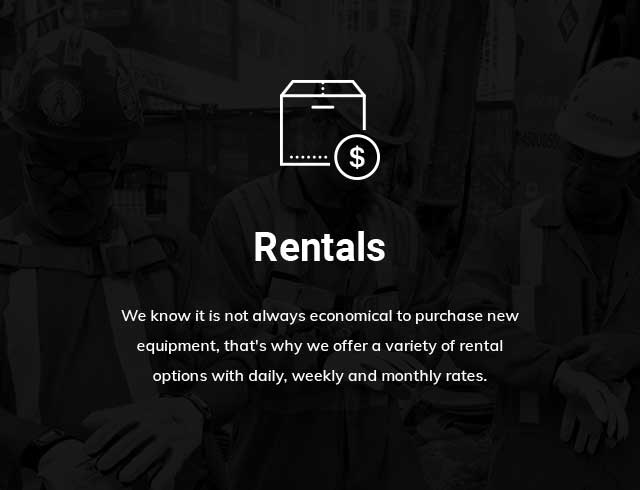 $
Rentals
We know it is not always economical to purchase new
equipment, that's why we offer a variety of rental
options with daily, weekly and monthly rates.